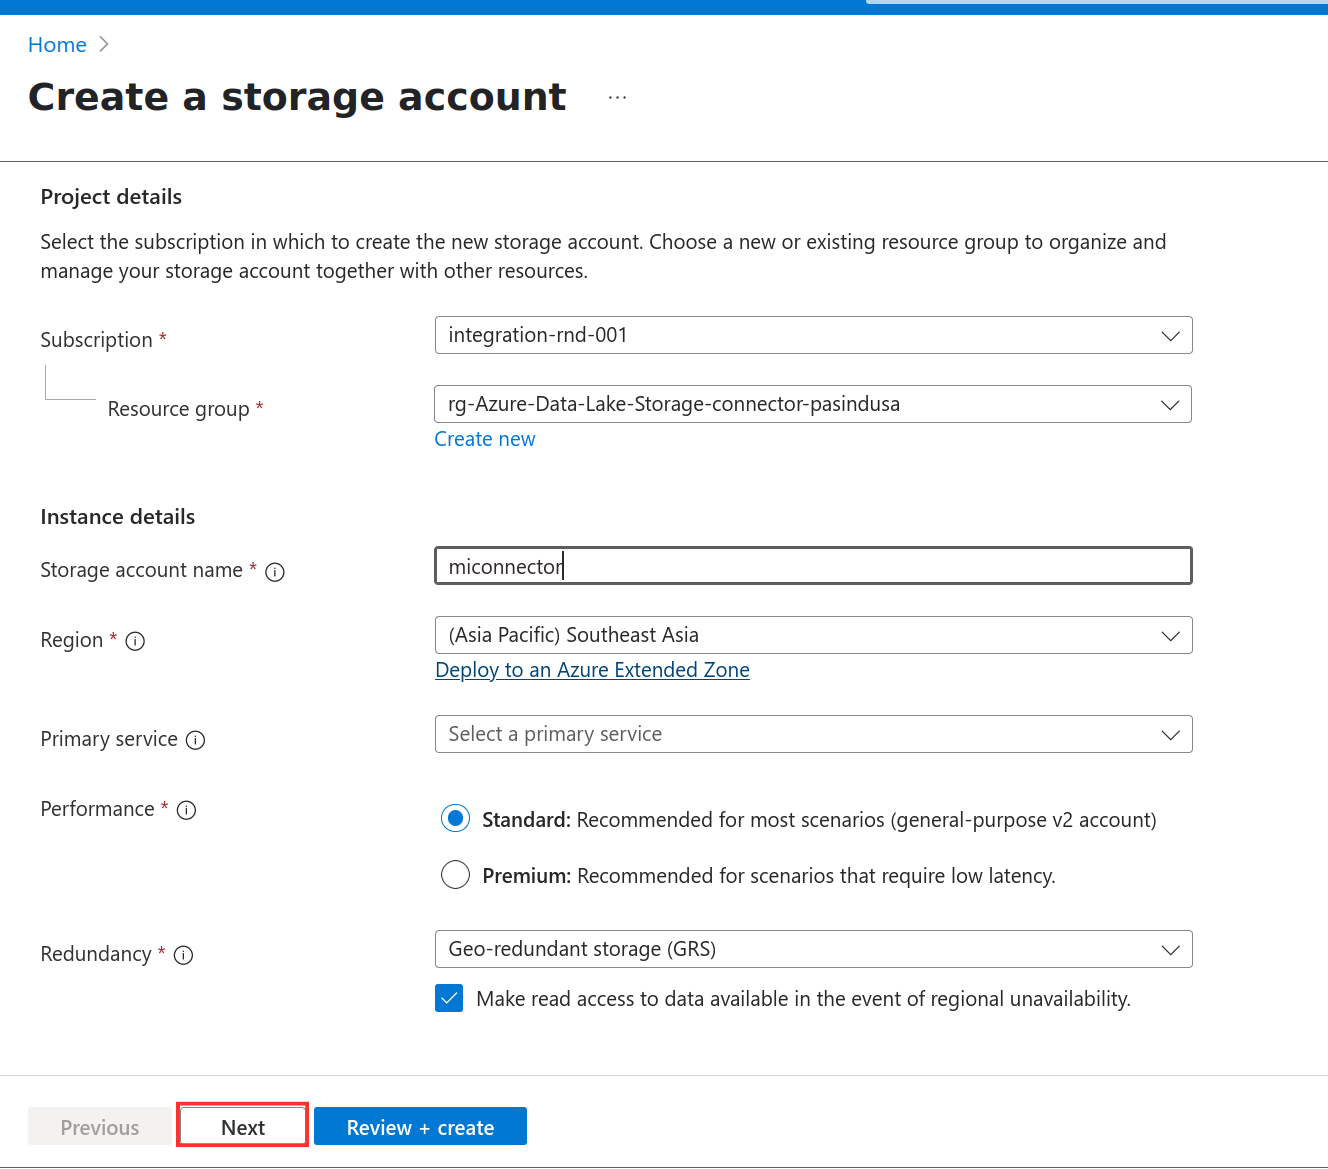 Home
Create a storage account
Project details
Select the subscription in which to create the new storage account. Choose a new or existing resource group to organize and
manage your storage account together with other resources.
Subscription * integration-rnd-001
Resource group * rg-Azure-Data-Lake-Storage-connector-pasindusa
Create new
Instance details
Storage account name * miconnector
Region * (Asia Pacific) Southeast Asia
Deploy to an Azure Extended Zone
Primary service Select a primary service
Performance * Standard: Recommended for most scenarios (general-purpose v2 account)
Premium: Recommended for scenarios that require low latency.
Redundancy * Geo-redundant storage (GRS)
Make read access to data available in the event of regional unavailability.
Previous Next Review + create